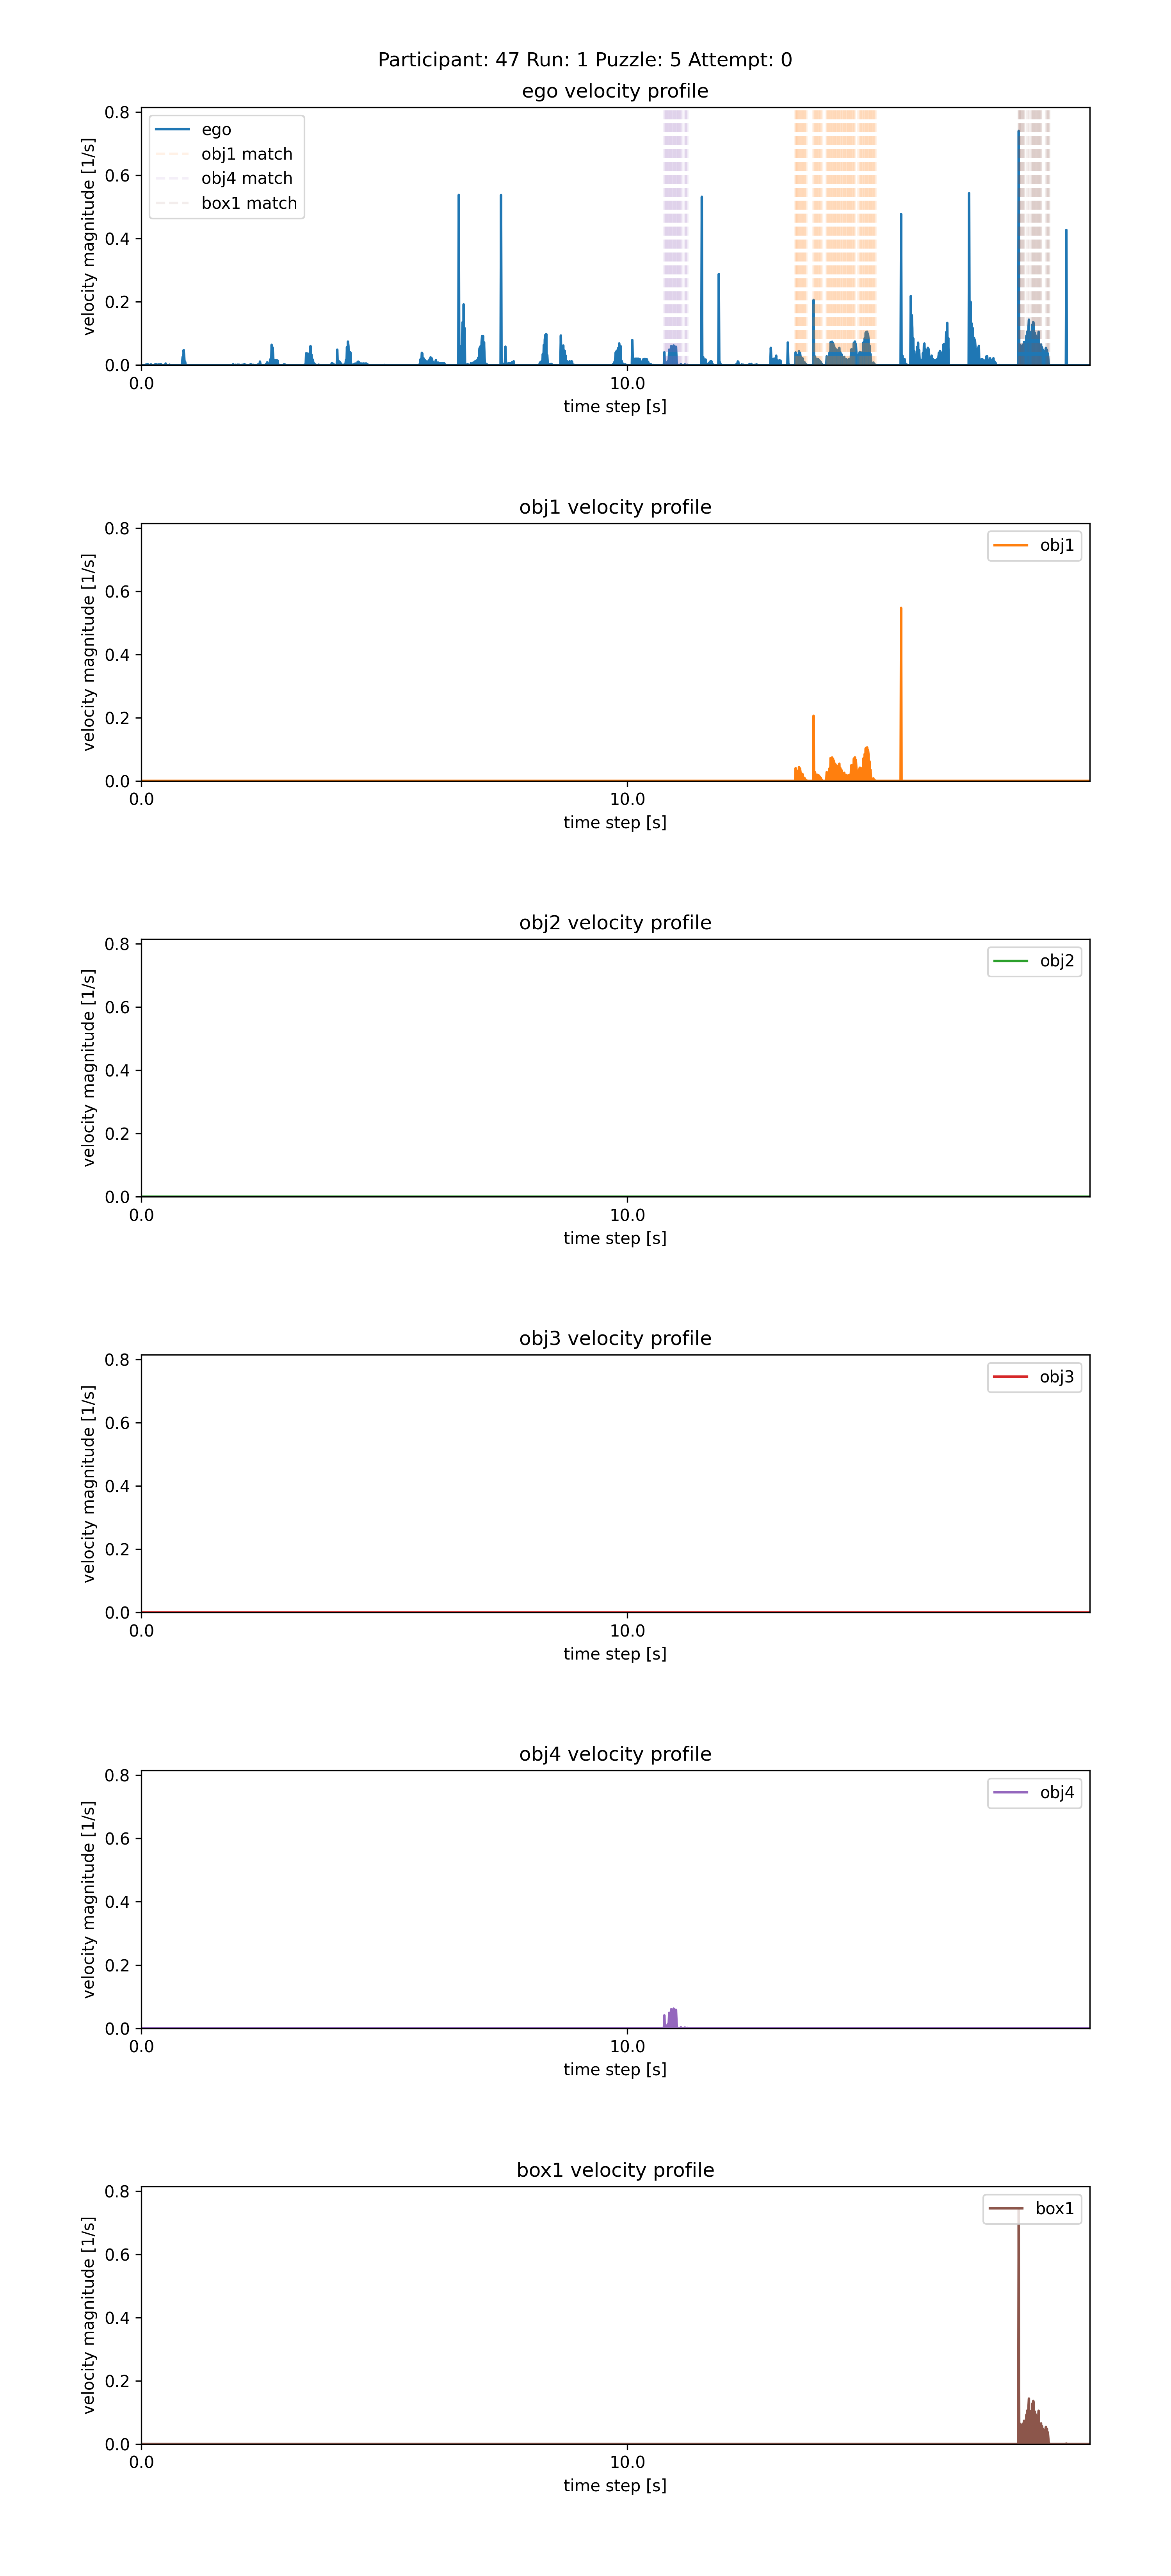 Participant: 47 Run: 1 Puzzle: 5 Attempt: 0
ego velocity profile
velocity magnitude [1/s]
0.8
0.6
0.4
0.2
0.0
ego
obj1 match
obj4 match
box1 match
0.0 10.0
time step [s]
obj1 velocity profile
velocity magnitude [1/s]
0.8
0.6
0.4
0.2
0.0
obj1
0.0 10.0
time step [s]
obj2 velocity profile
velocity magnitude [1/s]
0.8
0.6
0.4
0.2
0.0
obj2
0.0 10.0
time step [s]
obj3 velocity profile
velocity magnitude [1/s]
0.8
0.6
0.4
0.2
0.0
obj3
0.0 10.0
time step [s]
obj4 velocity profile
velocity magnitude [1/s]
0.8
0.6
0.4
0.2
0.0
obj4
0.0 10.0
time step [s]
box1 velocity profile
velocity magnitude [1/s]
0.8
0.6
0.4
0.2
0.0
box1
0.0 10.0
time step [s]